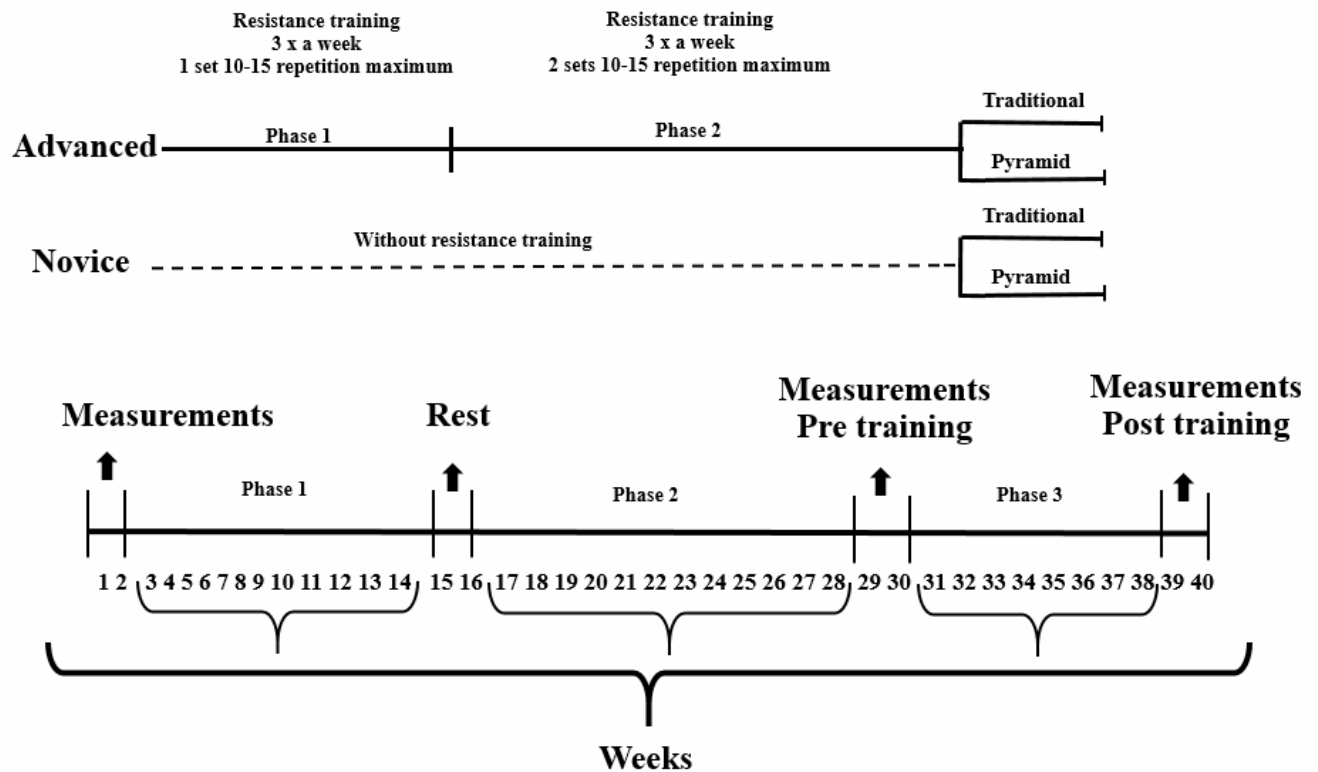 Resistance training
3 x a week
1 set 10-15 repetition maximum
Resistance training
3 x a week
2 sets 10-15 repetition maximum
Advanced
Phase 1
Phase 2
Traditional
Pyramid
Novice
Without resistance training
Traditional
Pyramid
Measurements
Rest
Measurements
Pre training
Measurements
Post training
Phase 1
Phase 2
Phase 3
1 2 3 4 5 6 7 8 9 10 11 12 13 14 15 16 17 18 19 20 21 22 23 24 25 26 27 28 29 30 31 32 33 34 35 36 37 38 39 40
Weeks